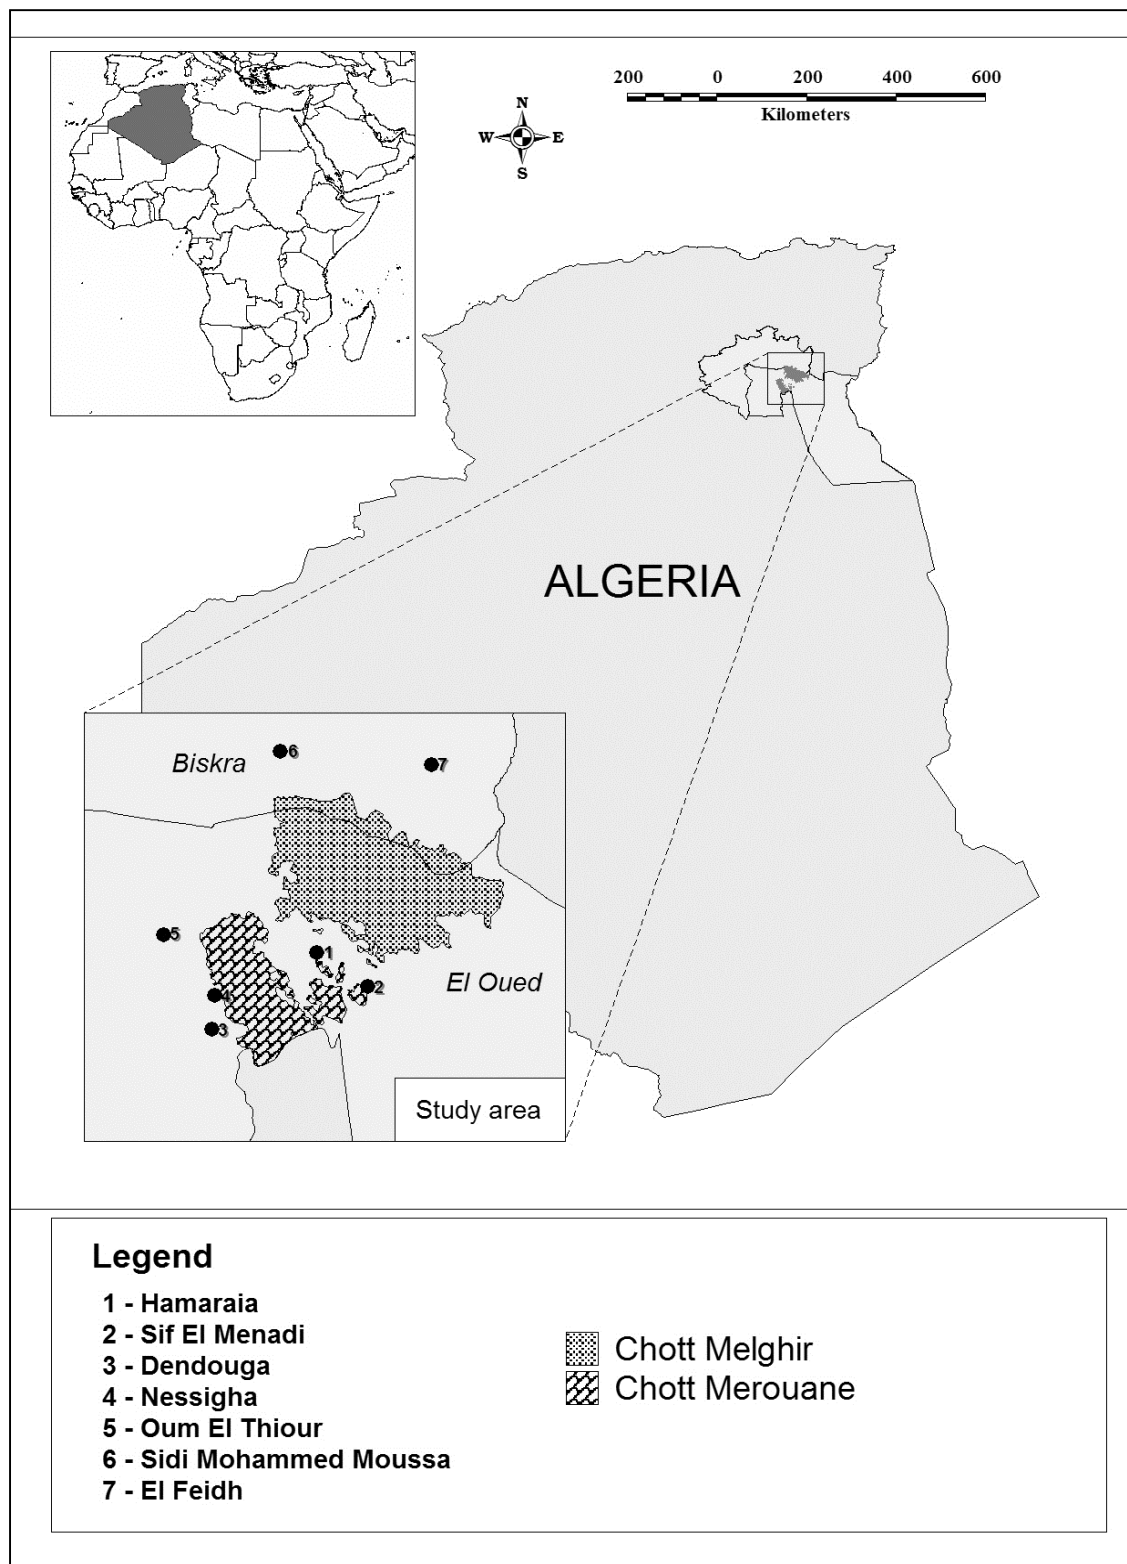 200 0 200 400 600
Kilometers
N
W E
S
ALGERIA
Biskra
6
7
5
1
El Oued
2
4
3
Study area
Legend
1 - Hamaraia
2 - Sif El Menadi
3 - Dendouga
4 - Nessigha
5 - Oum El Thiour
6 - Sidi Mohammed Moussa
7 - El Feidh
Chott Melghir
Chott Merouane